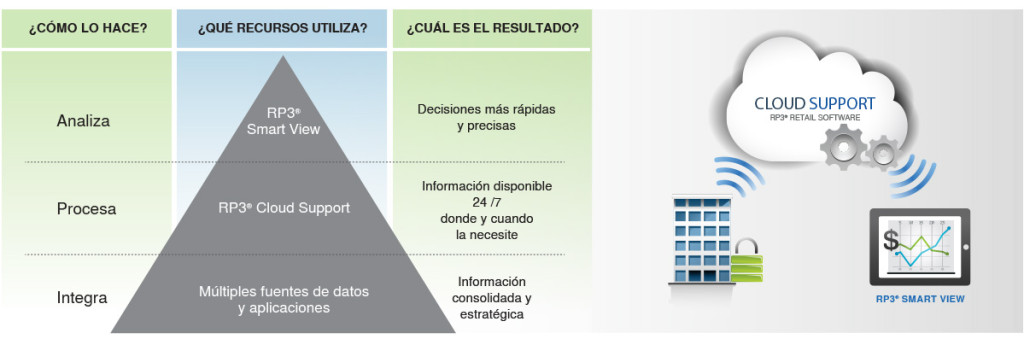 ¿CÓMO LO HACE?
¿QUÉ RECURSOS UTILIZA?
¿CUÁL ES EL RESULTADO?
Analiza
RP3®
Smart View
Decisiones más rápidas
y precisas
Procesa
RP3® Cloud Support
Información disponible
24 /7
donde y cuando
la necesite
Integra
Múltiples fuentes de datos
y aplicaciones
Información
consolidada y
estratégica
CLOUD SUPPORT
RP3® RETAIL SOFTWARE
$
RP3® SMART VIEW